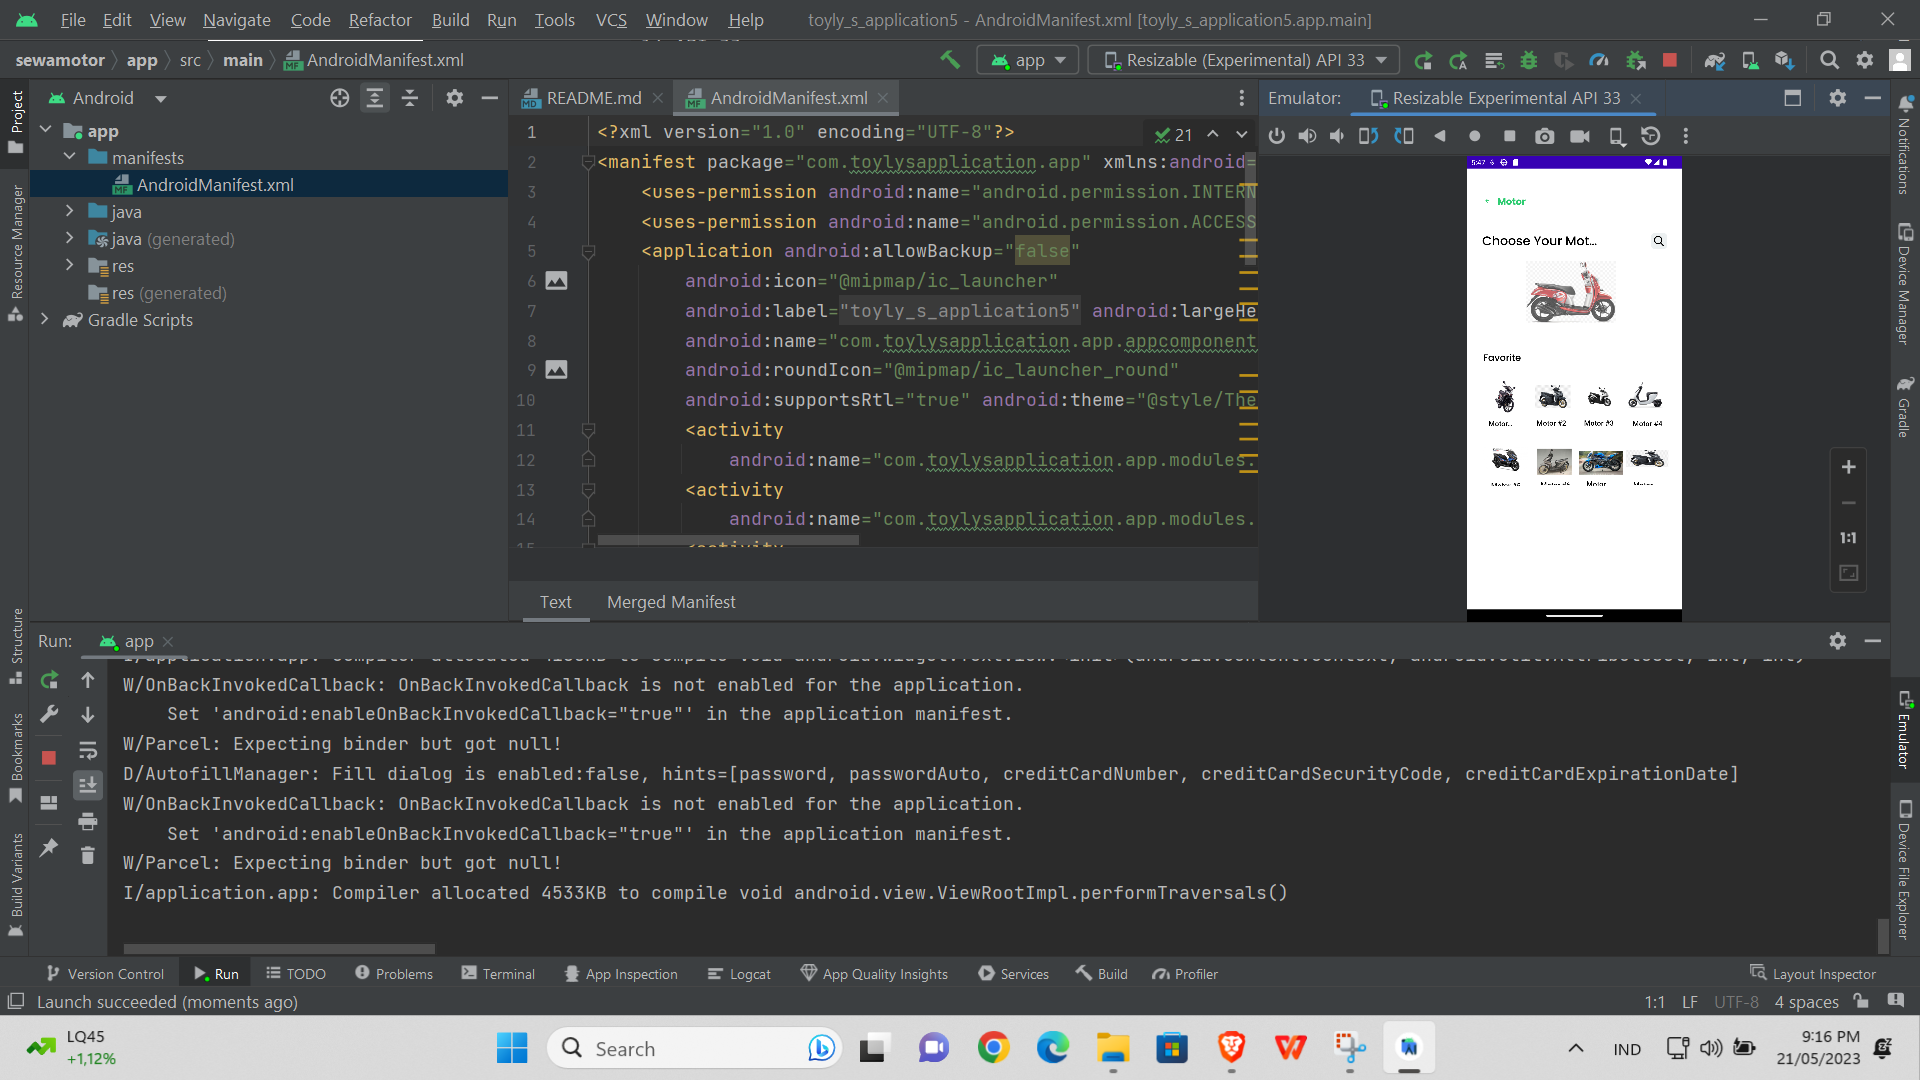 File Edit View Navigate Code Refactor Build Run Tools VCS Window Help toyly_s_application5 - AndroidManifest.xml [toyly_s_application5.app.main]
sewamotor app src main AndroidManifest.xml app Resizable (Experimental) API 33
Project
Android
app
manifests
AndroidManifest.xml
java
java (generated)
res
res (generated)
Gradle Scripts
Resource Manager
Structure
Bookmarks
Build Variants
README.md AndroidManifest.xml
21
1 <?xml version="1.0" encoding="UTF-8"?>
2 <manifest package="com.toylysapplication.app" xmlns:android=
3 <uses-permission android:name="android.permission.INTERN
4 <uses-permission android:name="android.permission.ACCESS
5 <application android:allowBackup="false"
6 android:icon="@mipmap/ic_launcher"
7 android:label="toyly_s_application5" android:largeHe
8 android:name="com.toylysapplication.app.appcomponent
9 android:roundIcon="@mipmap/ic_launcher_round"
10 android:supportsRtl="true" android:theme="@style/The
11 <activity
12 android:name="com.toylysapplication.app.modules.
13 <activity
14 android:name="com.toylysapplication.app.modules.
15 <activity
Text Merged Manifest
Emulator: Resizable Experimental API 33
5:47
Motor
Choose Your Mot...
Favorite
Motor... Motor #2 Motor #3 Motor #4
Motor Motor
1:1
Notifications
Device Manager
Gradle
Emulator
Device File Explorer
Run: app
W/OnBackInvokedCallback: OnBackInvokedCallback is not enabled for the application.
Set 'android:enableOnBackInvokedCallback="true"' in the application manifest.
W/Parcel: Expecting binder but got null!
D/AutofillManager: Fill dialog is enabled:false, hints=[password, passwordAuto, creditCardNumber, creditCardSecurityCode, creditCardExpirationDate]
W/OnBackInvokedCallback: OnBackInvokedCallback is not enabled for the application.
Set 'android:enableOnBackInvokedCallback="true"' in the application manifest.
W/Parcel: Expecting binder but got null!
I/application.app: Compiler allocated 4533KB to compile void android.view.ViewRootImpl.performTraversals()
Version Control Run TODO Problems Terminal App Inspection Logcat App Quality Insights Services Build Profiler Layout Inspector
Launch succeeded (moments ago) 1:1 LF UTF-8 4 spaces
LQ45
+1,12%
Search
IND
9:16 PM
21/05/2023